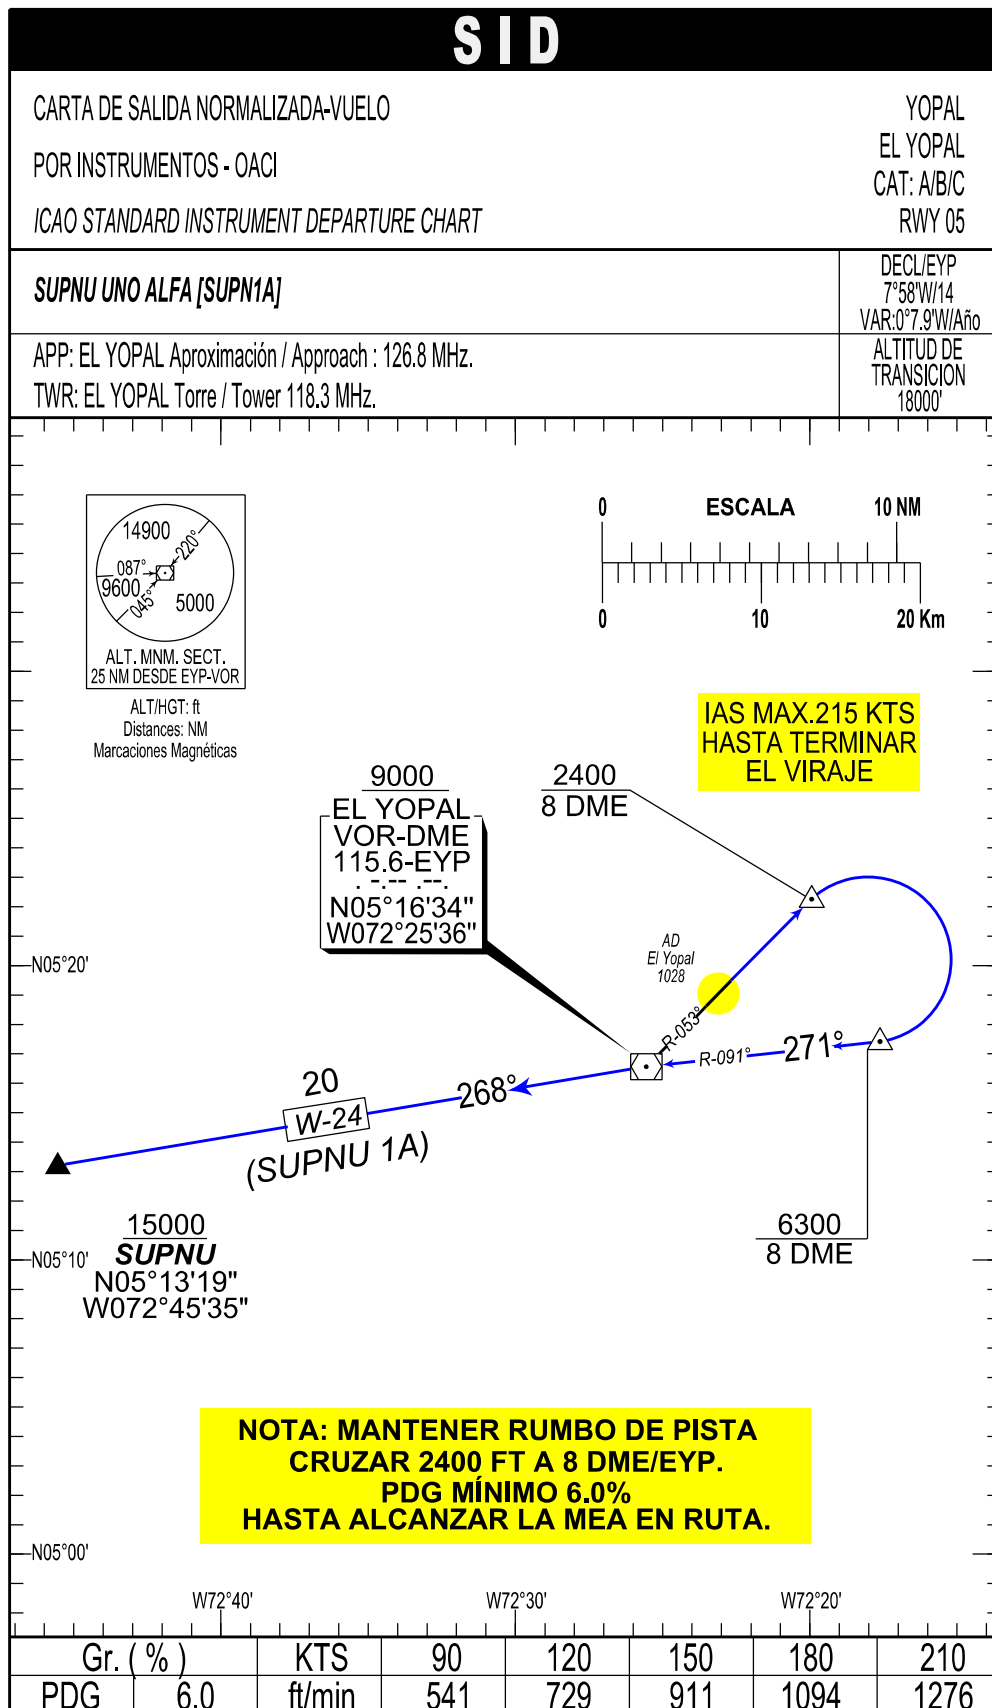 SID
CARTA DE SALIDA NORMALIZADA-VUELO
POR INSTRUMENTOS - OACI
ICAO STANDARD INSTRUMENT DEPARTURE CHART
YOPAL
EL YOPAL
CAT: A/B/C
RWY 05
SUPNU UNO ALFA [SUPN1A]
DECL/EYP
7°58'W/14
VAR:0°7.9'W/Año
APP: EL YOPAL Aproximación / Approach : 126.8 MHz.
TWR: EL YOPAL Torre / Tower 118.3 MHz.
ALTITUD DE
TRANSICION
18000'
14900
220°
087°
9600
045°
5000
ALT. MNM. SECT.
25 NM DESDE EYP-VOR
ALT/HGT: ft
Distances: NM
Marcaciones Magnéticas
0 ESCALA 10 NM
0 10 20 Km
IAS MAX.215 KTS
HASTA TERMINAR
EL VIRAJE
9000
EL YOPAL
VOR-DME
115.6-EYP
. -.-- .--.
N05°16'34"
W072°25'36"
2400
8 DME
AD
El Yopal
1028
N05°20'
R-053°
R-091°
271°
268°
20
W-24
(SUPNU 1A)
15000
SUPNU
N05°13'19"
W072°45'35"
6300
8 DME
N05°10'
NOTA: MANTENER RUMBO DE PISTA
CRUZAR 2400 FT A 8 DME/EYP.
PDG MÍNIMO 6.0%
HASTA ALCANZAR LA MEA EN RUTA.
N05°00'
W72°40' W72°30' W72°20'
Gr. ( % ) KTS 90 120 150 180 210
PDG 6.0 ft/min 541 729 911 1094 1276